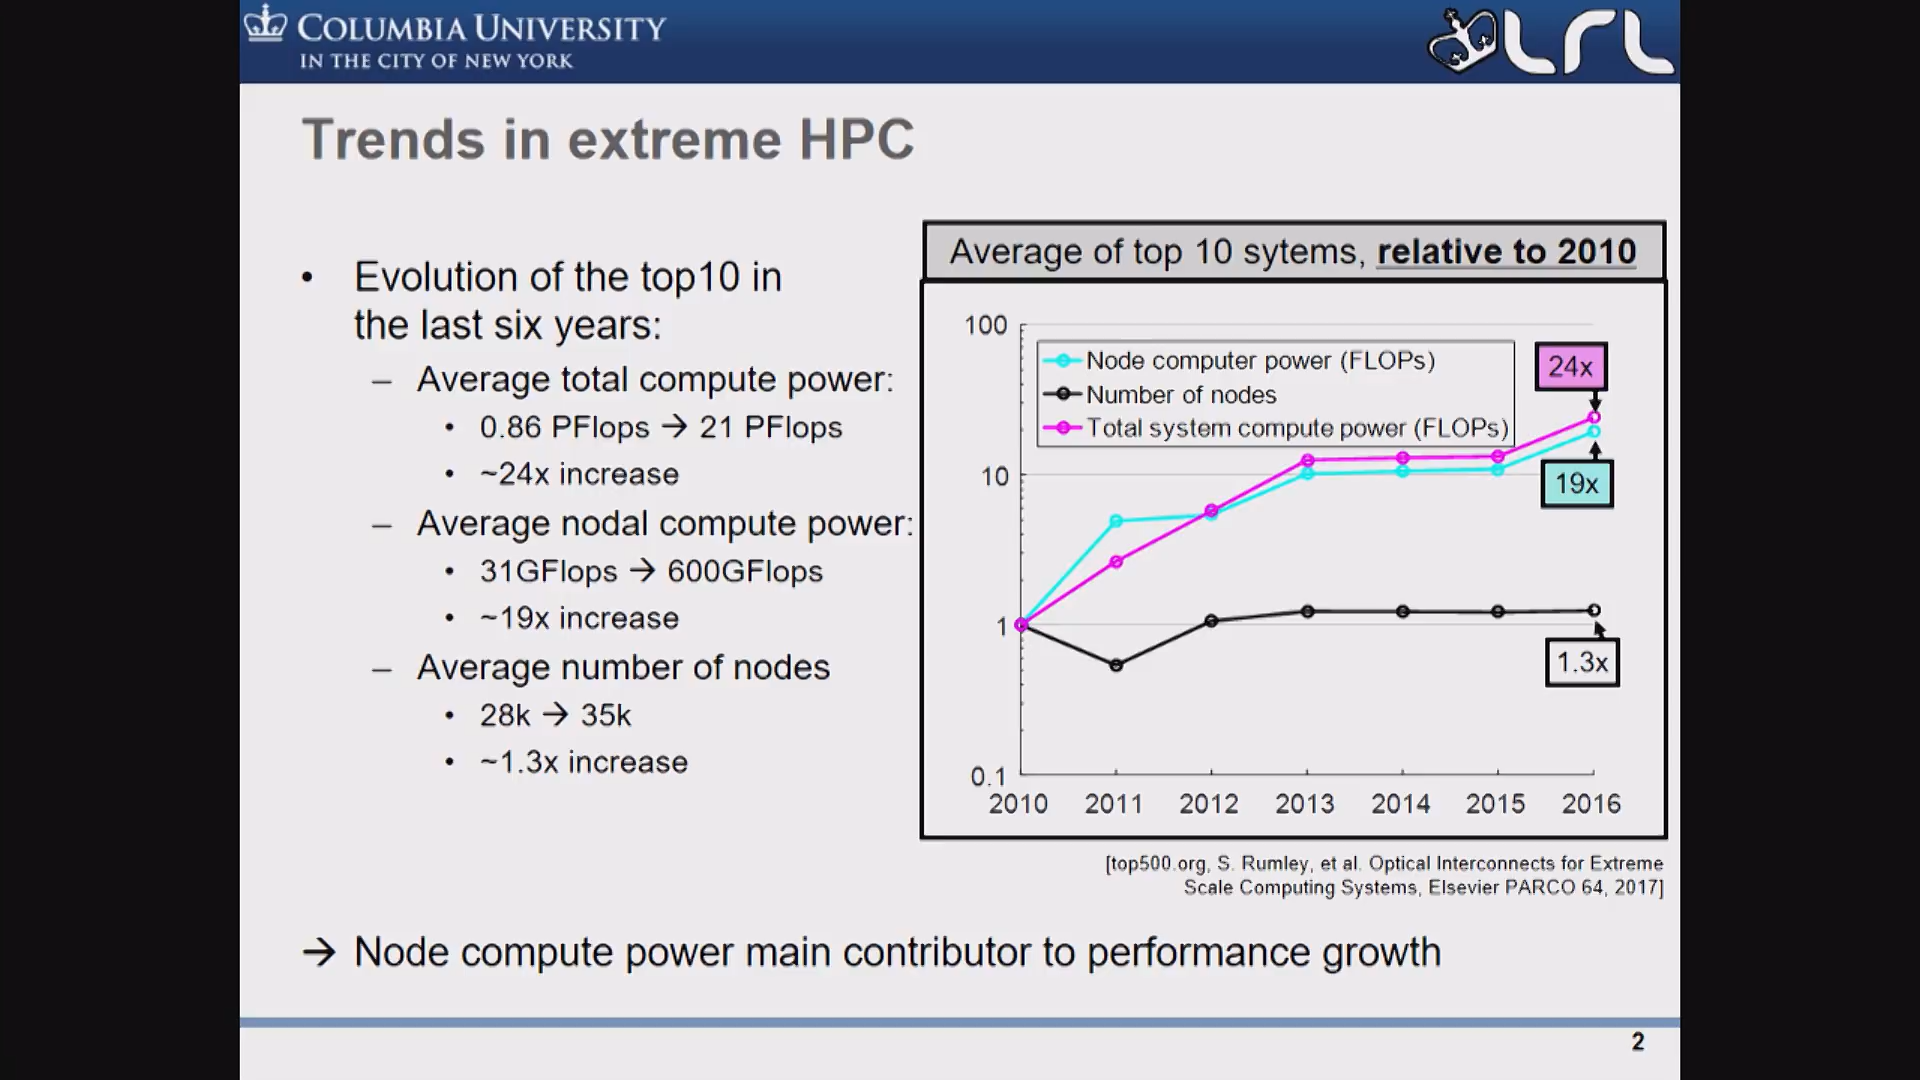 COLUMBIA UNIVERSITY
IN THE CITY OF NEW YORK
LRL
Trends in extreme HPC
• Evolution of the top10 in
the last six years:
– Average total compute power:
• 0.86 PFlops → 21 PFlops
• ~24x increase
– Average nodal compute power:
• 31GFlops → 600GFlops
• ~19x increase
– Average number of nodes
• 28k → 35k
• ~1.3x increase
Average of top 10 sytems, relative to 2010
100
10
1
0.1
Node computer power (FLOPs)
Number of nodes
Total system compute power (FLOPs)
24x
19x
1.3x
2010 2011 2012 2013 2014 2015 2016
[top500.org, S. Rumley, et al. Optical Interconnects for Extreme
Scale Computing Systems, Elsevier PARCO 64, 2017]
→ Node compute power main contributor to performance growth
2